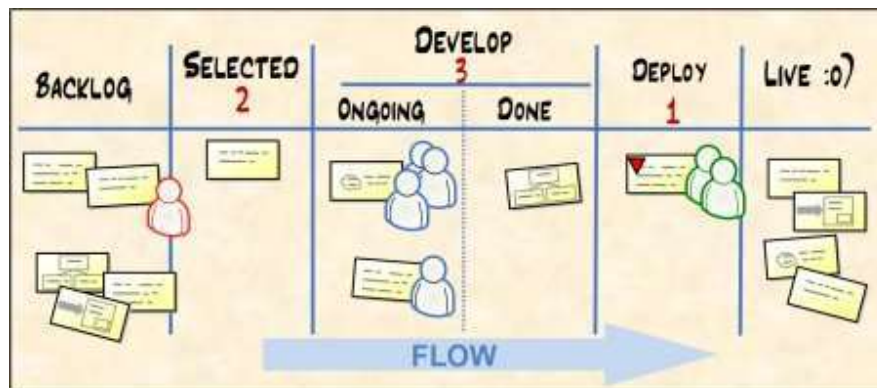 BACKLOG
SELECTED
2
DEVELOP
3
ONGOING
DONE
DEPLOY
1
LIVE :o)
FLOW